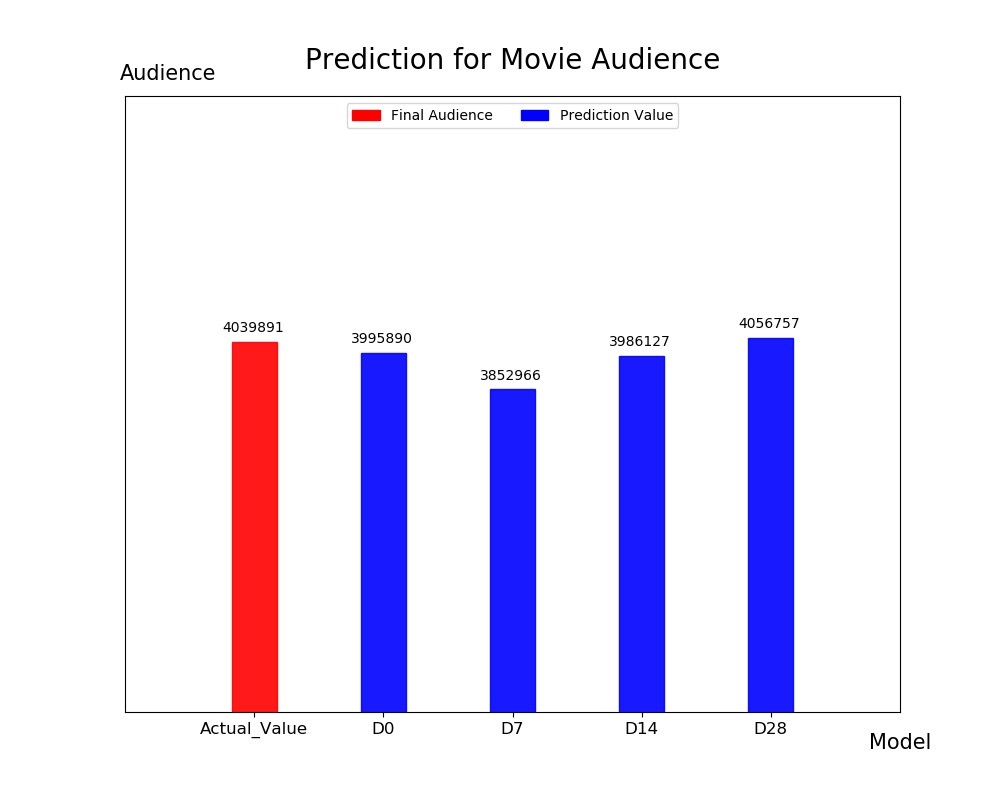 Prediction for Movie Audience
Audience
Final Audience Prediction Value
4039891
3995890
3852966
3986127
4056757
Actual_Value D0 D7 D14 D28
Model